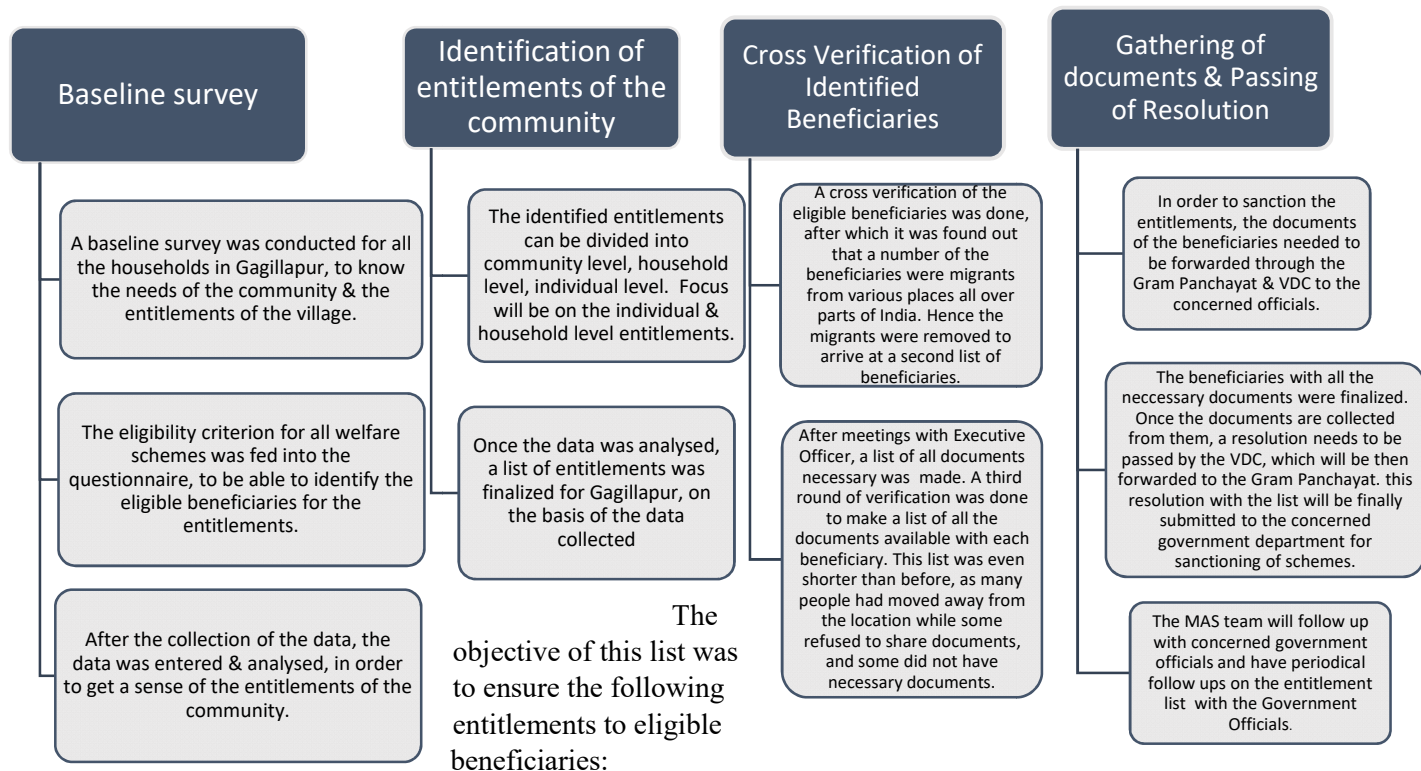 Baseline survey
A baseline survey was conducted for all
the households in Gagillapur, to know
the needs of the community & the
entitlements of the village.
The eligibility criterion for all welfare
schemes was fed into the
questionnaire, to be able to identify the
eligible beneficiaries for the
entitlements.
After the collection of the data, the
data was entered & analysed, in order
to get a sense of the entitlements of the
community.
Identification of
entitlements of the
community
The identified entitlements
can be divided into
community level, household
level, individual level. Focus
will be on the individual &
household level entitlements.
Once the data was analysed,
a list of entitlements was
finalized for Gagillapur, on
the basis of the data
collected
Cross Verification of
Identified
Beneficiaries
A cross verification of the
eligible beneficiaries was done,
after which it was found out
that a number of the
beneficiaries were migrants
from various places all over
parts of India. Hence the
migrants were removed to
arrive at a second list of
beneficiaries.
After meetings with Executive
Officer, a list of all documents
necessary was made. A third
round of verification was done
to make a list of all the
documents available with each
beneficiary. This list was even
shorter than before, as many
people had moved away from
the location while some
refused to share documents,
and some did not have
necessary documents.
Gathering of
documents & Passing
of Resolution
In order to sanction the
entitlements, the documents
of the beneficiaries needed to
be forwarded through the
Gram Panchayat & VDC to the
concerned officials.
The beneficiaries with all the
neccessary documents were finalized.
Once the documents are collected
from them, a resolution needs to be
passed by the VDC, which will be then
forwarded to the Gram Panchayat. this
resolution with the list will be finally
submitted to the concerned
government department for
sanctioning of schemes.
The MAS team will follow up
with concerned government
officials and have periodical
follow ups on the entitlement
list with the Government
Officials.
The
objective of this list was
to ensure the following
entitlements to eligible
beneficiaries: